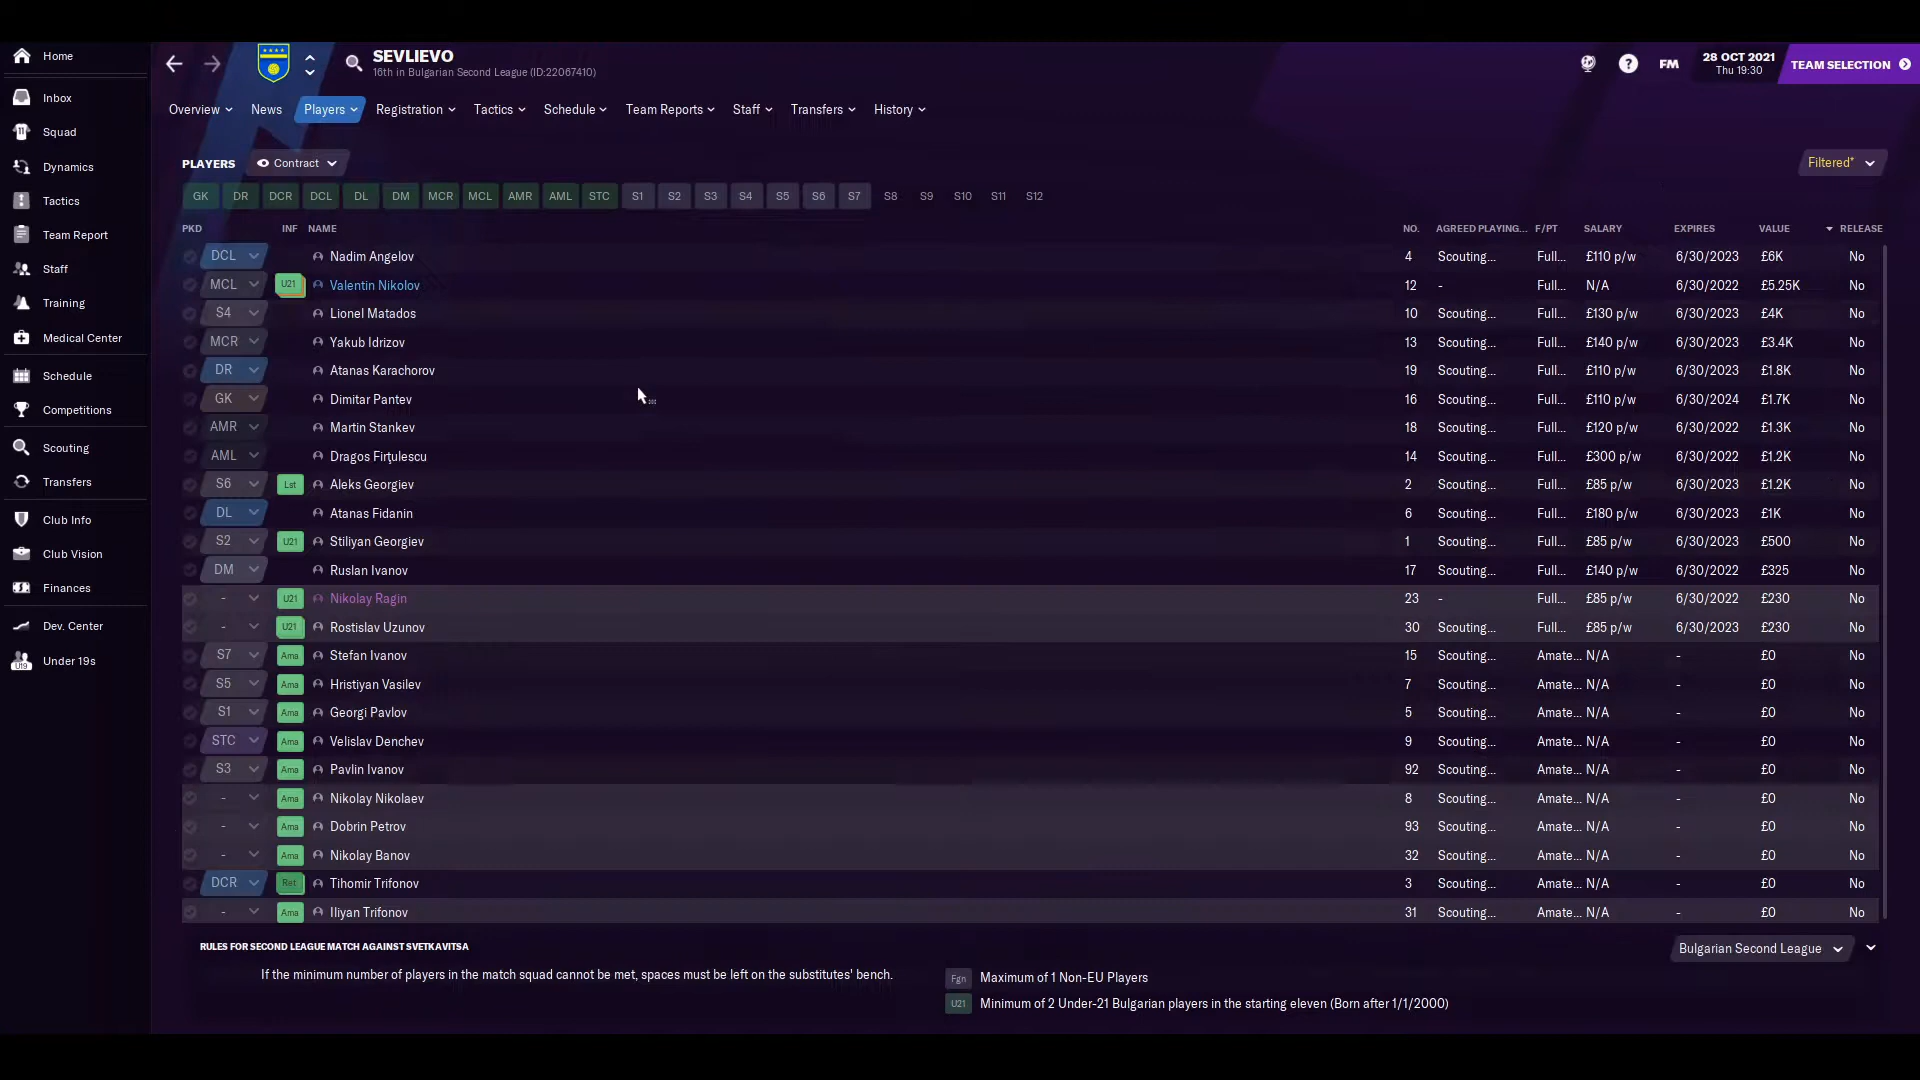 Home
Inbox
Squad
Dynamics
Tactics
Team Report
Staff
Training
Medical Center
Schedule
Competitions
Scouting
Transfers
Club Info
Club Vision
Finances
Dev. Center
Under 19s
SEVLIEVO
16th in Bulgarian Second League (ID:22067410)
FM
28 OCT 2021
Thu 19:30
TEAM SELECTION
Overview News Players Registration Tactics Schedule Team Reports Staff Transfers History
PLAYERS Contract Filtered*
GK DR DCR DCL DL DM MCR MCL AMR AML STC S1 S2 S3 S4 S5 S6 S7 S8 S9 S10 S11 S12
PKD INF NAME NO. AGREED PLAYING... F/PT SALARY EXPIRES VALUE RELEASE
DCL Nadim Angelov 4 Scouting... Full... £110 p/w 6/30/2023 £6K No
MCL U21 Valentin Nikolov 12 - Full... N/A 6/30/2022 £5.25K No
S4 Lionel Matados 10 Scouting... Full... £130 p/w 6/30/2023 £4K No
MCR Yakub Idrizov 13 Scouting... Full... £140 p/w 6/30/2023 £3.4K No
DR Atanas Karachorov 19 Scouting... Full... £110 p/w 6/30/2023 £1.8K No
GK Dimitar Pantev 16 Scouting... Full... £110 p/w 6/30/2024 £1.7K No
AMR Martin Stankev 18 Scouting... Full... £120 p/w 6/30/2022 £1.3K No
AML Dragos Firţulescu 14 Scouting... Full... £300 p/w 6/30/2022 £1.2K No
S6 Lst Aleks Georgiev 2 Scouting... Full... £85 p/w 6/30/2023 £1.2K No
DL Atanas Fidanin 6 Scouting... Full... £180 p/w 6/30/2023 £1K No
S2 U21 Stiliyan Georgiev 1 Scouting... Full... £85 p/w 6/30/2023 £500 No
DM Ruslan Ivanov 17 Scouting... Full... £140 p/w 6/30/2022 £325 No
- U21 Nikolay Ragin 23 - Full... £85 p/w 6/30/2022 £230 No
- U21 Rostislav Uzunov 30 Scouting... Full... £85 p/w 6/30/2023 £230 No
S7 Ama Stefan Ivanov 15 Scouting... Amate... N/A - £0 No
S5 Ama Hristiyan Vasilev 7 Scouting... Amate... N/A - £0 No
S1 Ama Georgi Pavlov 5 Scouting... Amate... N/A - £0 No
STC Ama Velislav Denchev 9 Scouting... Amate... N/A - £0 No
S3 Ama Pavlin Ivanov 92 Scouting... Amate... N/A - £0 No
- Ama Nikolay Nikolaev 8 Scouting... Amate... N/A - £0 No
- Ama Dobrin Petrov 93 Scouting... Amate... N/A - £0 No
- Ama Nikolay Banov 32 Scouting... Amate... N/A - £0 No
DCR Ret Tihomir Trifonov 3 Scouting... Amate... N/A - £0 No
- Ama Iliyan Trifonov 31 Scouting... Amate... N/A - £0 No
RULES FOR SECOND LEAGUE MATCH AGAINST SVETKAVITSA Bulgarian Second League
If the minimum number of players in the match squad cannot be met, spaces must be left on the substitutes' bench.
Fgn Maximum of 1 Non-EU Players
U21 Minimum of 2 Under-21 Bulgarian players in the starting eleven (Born after 1/1/2000)